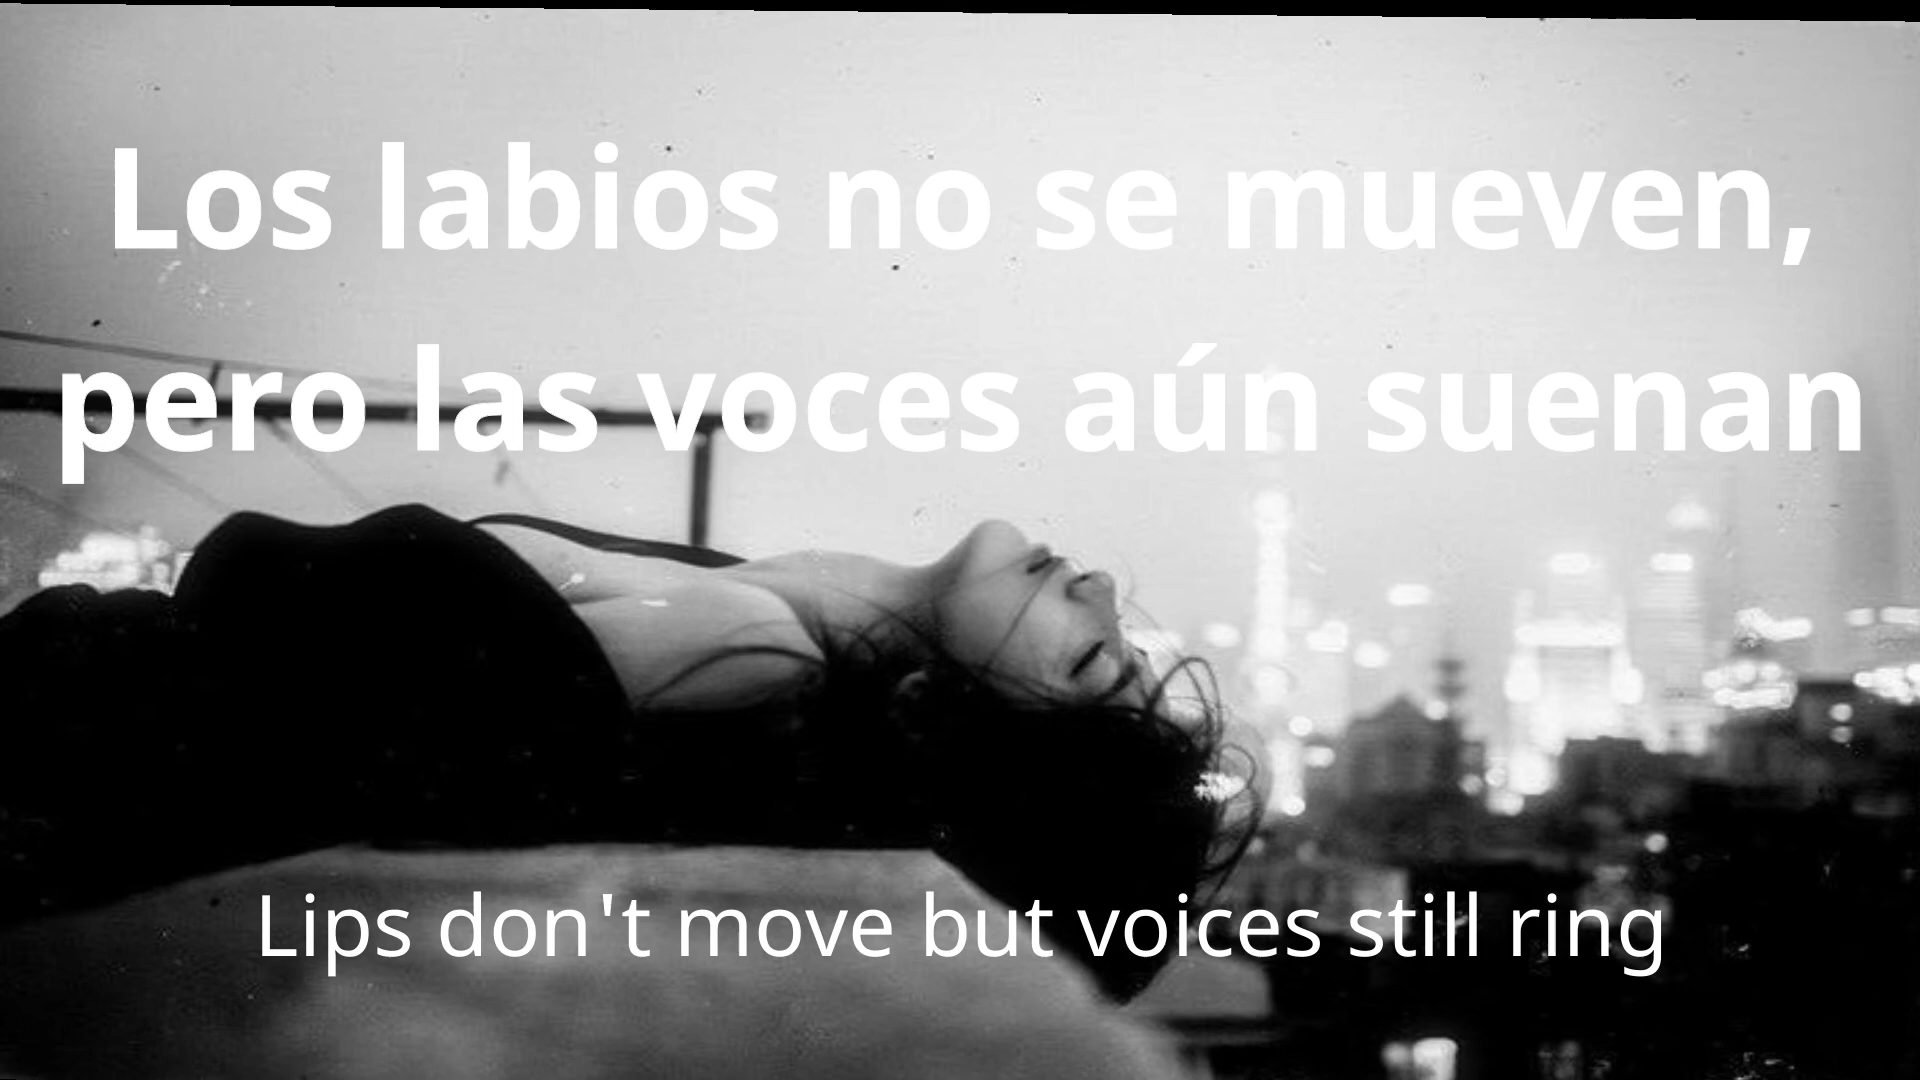 Los labios no se mueven,
pero las voces aún suenan
Lips don't move but voices still ring